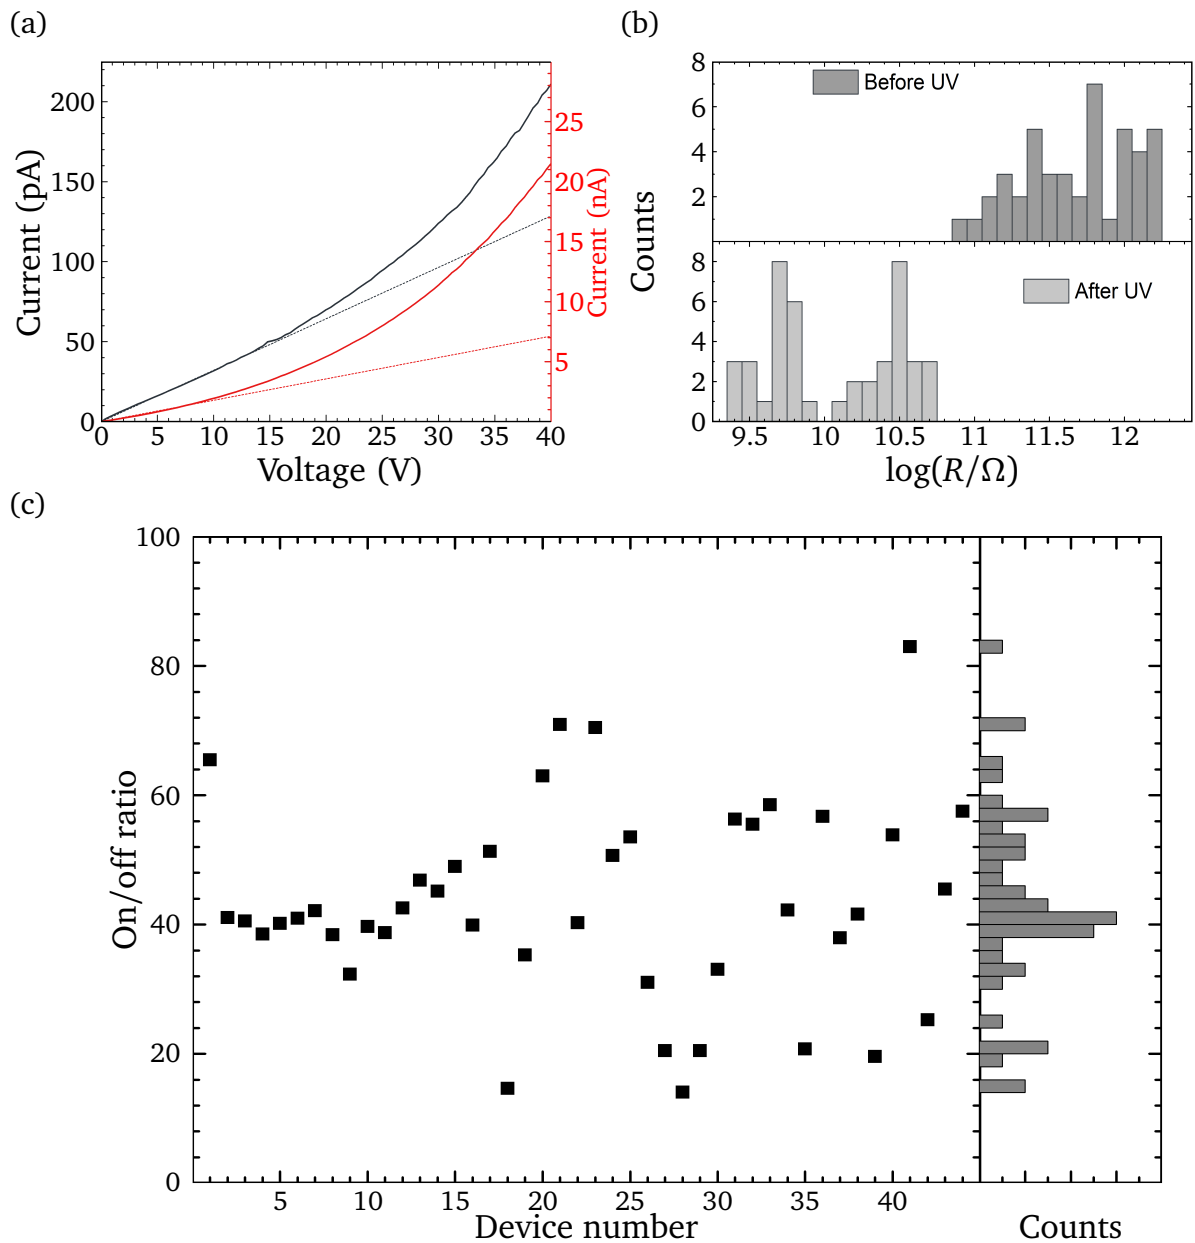 (a)
200
150
100
50
0
Current (pA)
25
20
15
10
5
Current (nA)
0 5 10 15 20 25 30 35 40
Voltage (V)
(b)
8
6
4
2
Before UV
Counts
8
6
4
2
0
After UV
9.5 10 10.5 11 11.5 12
log(R/Ω)
(c)
100
80
60
40
20
0
On/off ratio
5 10 15 20 25 30 35 40
Device number
Counts